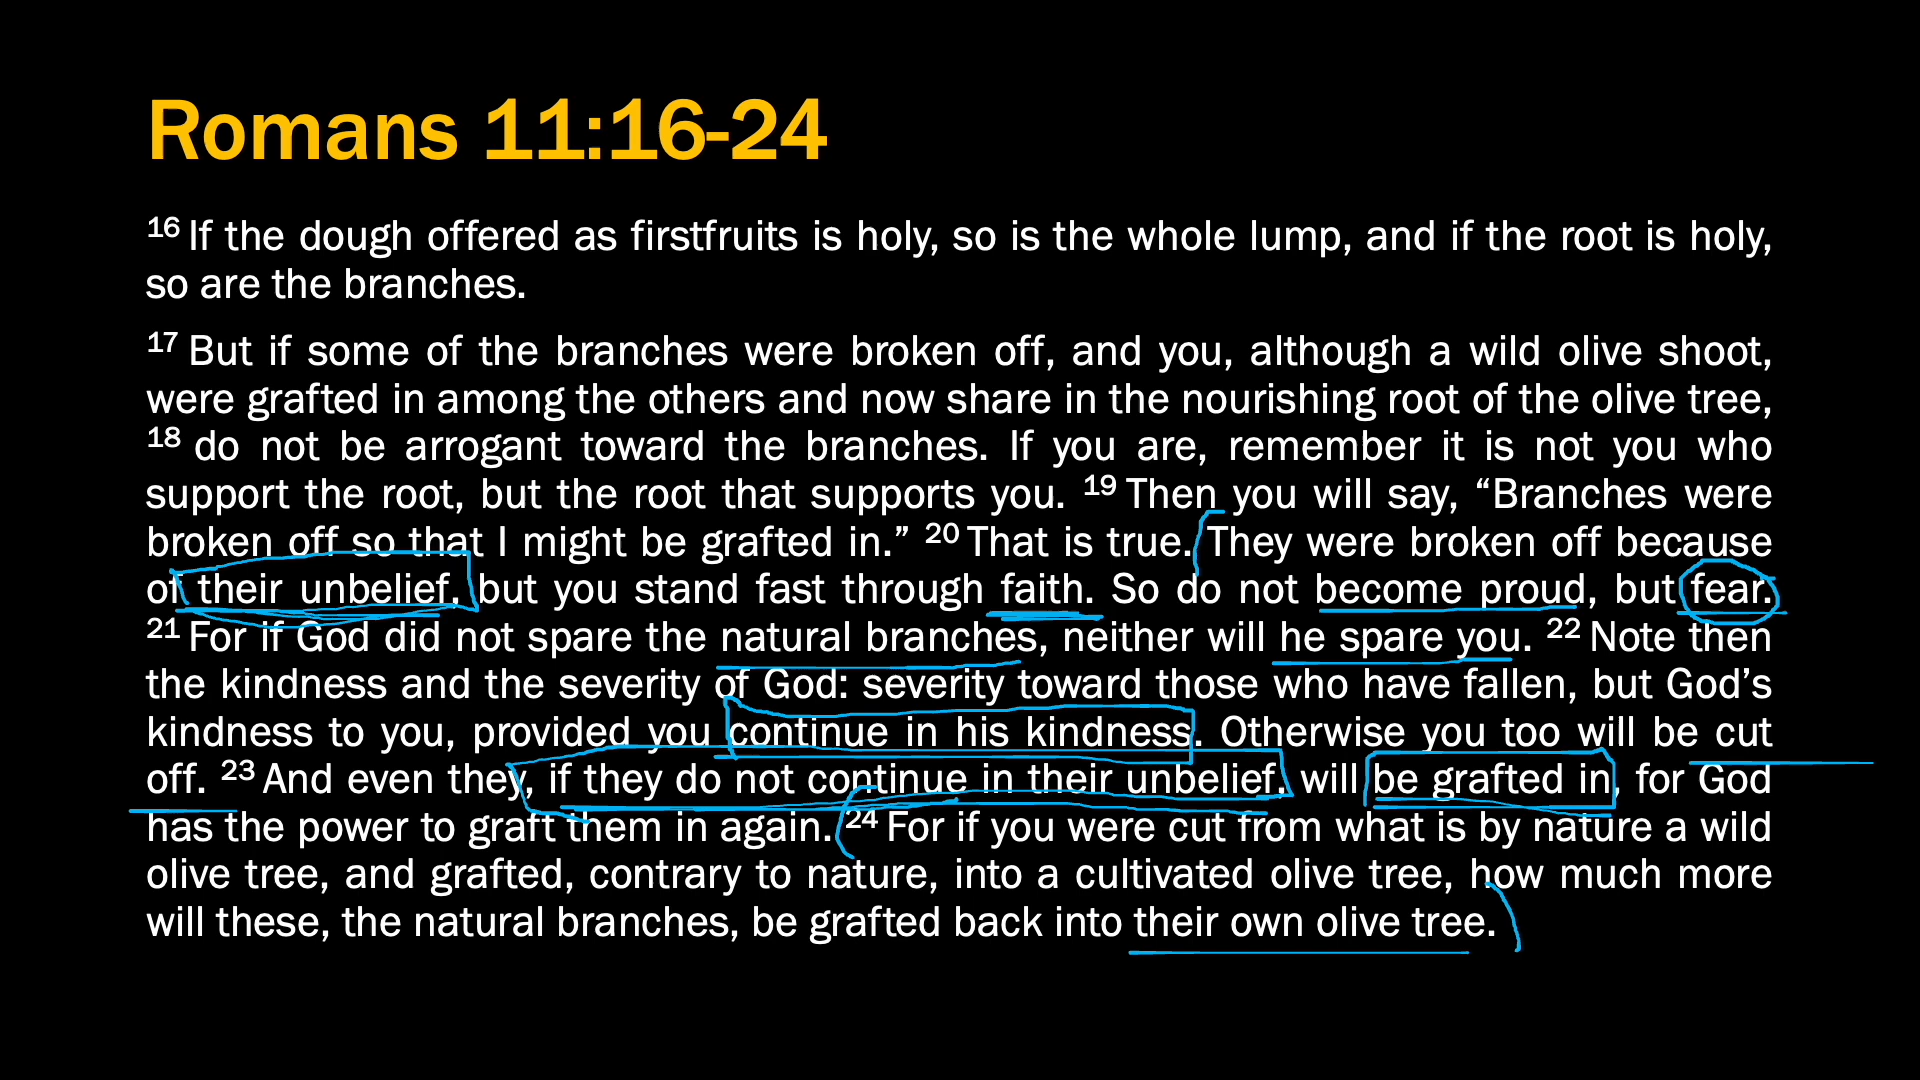 Romans 11:16-24
16 If the dough offered as firstfruits is holy, so is the whole lump, and if the root is holy,
so are the branches.
17 But if some of the branches were broken off, and you, although a wild olive shoot,
were grafted in among the others and now share in the nourishing root of the olive tree,
18 do not be arrogant toward the branches. If you are, remember it is not you who
support the root, but the root that supports you. 19 Then you will say, “Branches were
broken off so that I might be grafted in.” 20 That is true. They were broken off because
of their unbelief, but you stand fast through faith. So do not become proud, but fear.
21 For if God did not spare the natural branches, neither will he spare you. 22 Note then
the kindness and the severity of God: severity toward those who have fallen, but God’s
kindness to you, provided you continue in his kindness. Otherwise you too will be cut
off. 23 And even they, if they do not continue in their unbelief, will be grafted in, for God
has the power to graft them in again. 24 For if you were cut from what is by nature a wild
olive tree, and grafted, contrary to nature, into a cultivated olive tree, how much more
will these, the natural branches, be grafted back into their own olive tree.